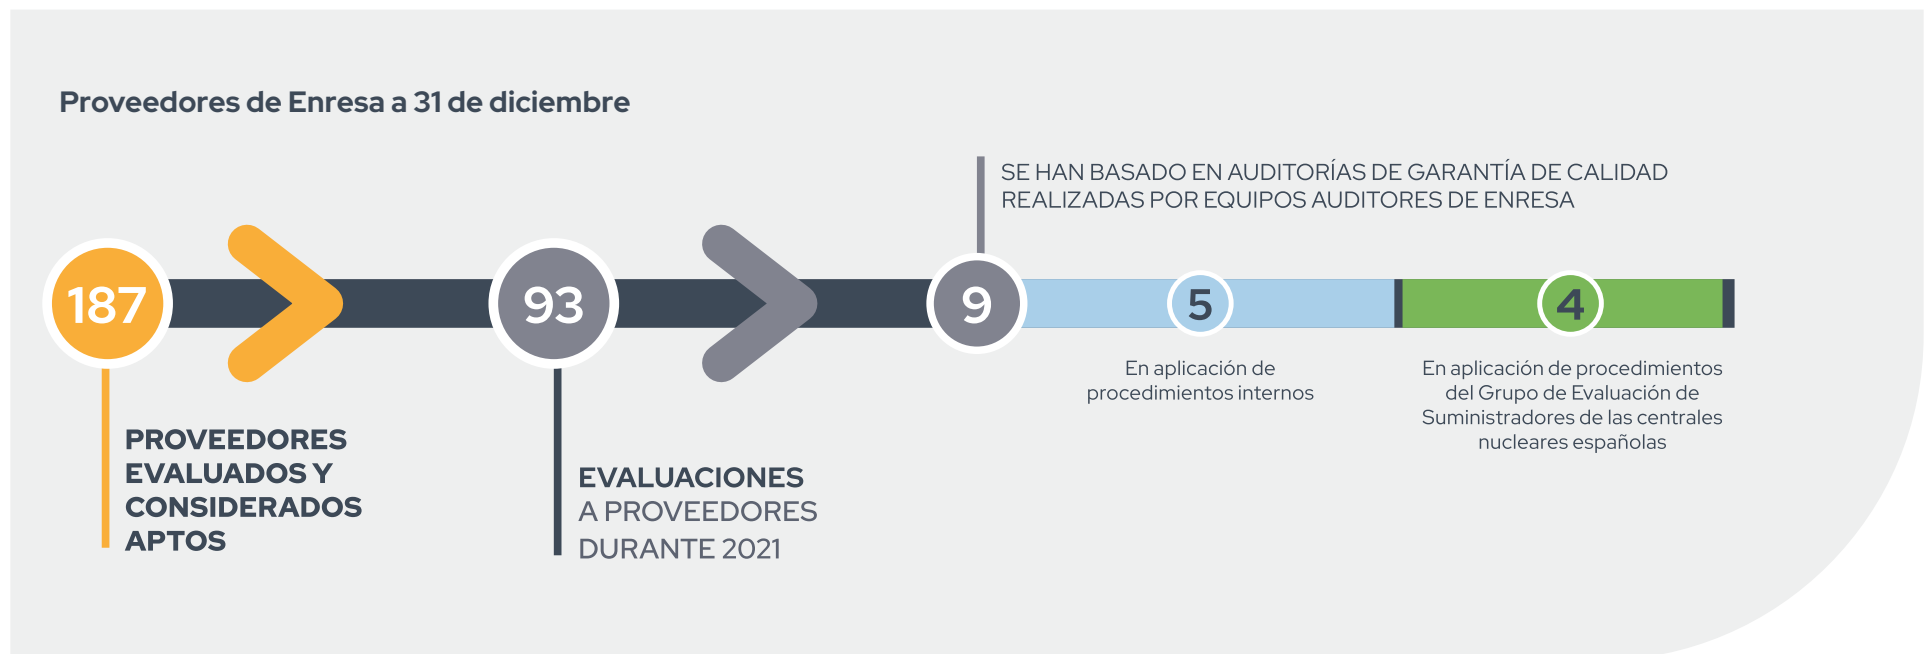 Proveedores de Enresa a 31 de diciembre
SE HAN BASADO EN AUDITORÍAS DE GARANTÍA DE CALIDAD
REALIZADAS POR EQUIPOS AUDITORES DE ENRESA
187
93
9
5
4
En aplicación de
procedimientos internos
En aplicación de procedimientos
del Grupo de Evaluación de
Suministradores de las centrales
nucleares españolas
PROVEEDORES
EVALUADOS Y
CONSIDERADOS
APTOS
EVALUACIONES
A PROVEEDORES
DURANTE 2021